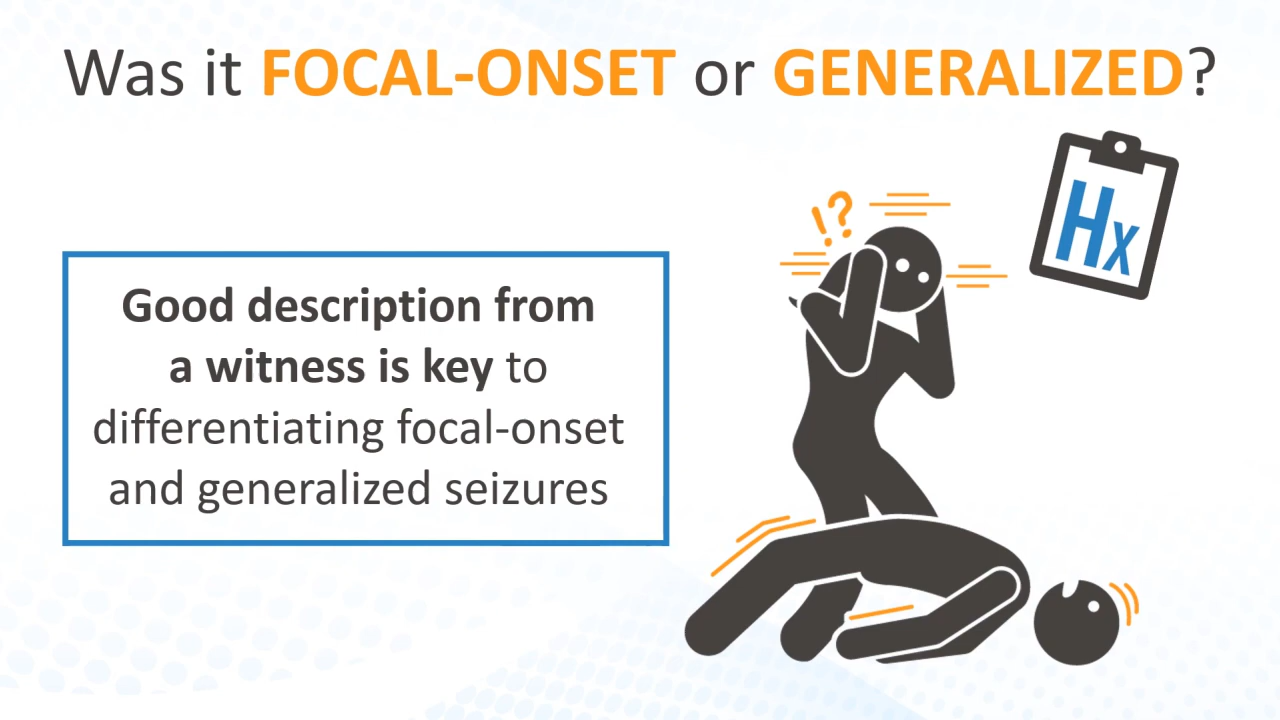 Was it FOCAL-ONSET or GENERALIZED?
!?
Hx
Good description from
a witness is key to
differentiating focal-onset
and generalized seizures